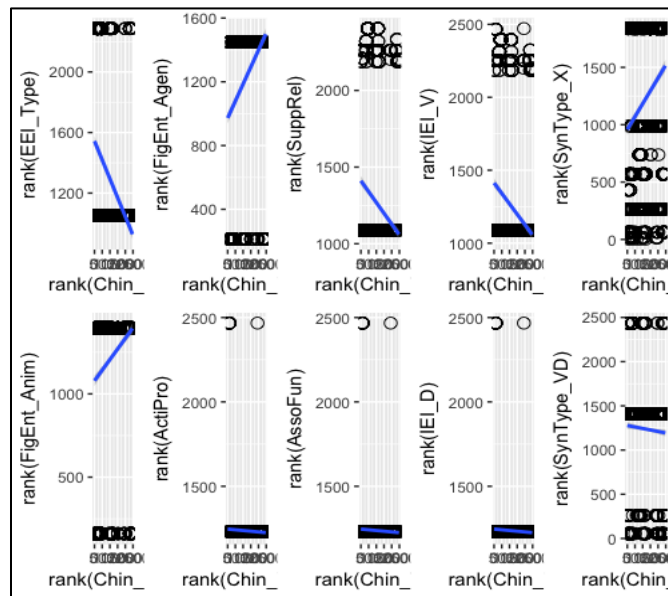 rank(EEI_Type)
2000
1600
1200
rank(Chin_
rank(FigEnt_Agen)
1600
1200
800
400
rank(Chin_
rank(SuppRel)
2500
2000
1500
1000
rank(Chin_
rank(IEI_V)
2500
2000
1500
1000
rank(Chin_
rank(SynType_X)
1500
1000
500
0
rank(Chin_
rank(FigEnt_Anim)
1000
500
rank(Chin_
rank(ActiPro)
2500
2000
1500
rank(Chin_
rank(AssoFun)
2500
2000
1500
rank(Chin_
rank(IEI_D)
2500
2000
1500
rank(Chin_
rank(SynType_VD)
2500
2000
1500
1000
500
0
rank(Chin_